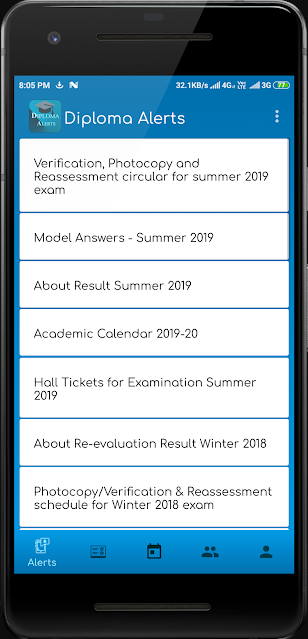 8:05 PM 32.1KB/s 4G VoLTE 3G 77
DIPLOMA
ALERTS
Diploma Alerts
Verification, Photocopy and
Reassessment circular for summer 2019
exam
Model Answers - Summer 2019
About Result Summer 2019
Academic Calendar 2019-20
Hall Tickets for Examination Summer
2019
About Re-evaluation Result Winter 2018
Photocopy/Verification & Reassessment
schedule for Winter 2018 exam
Alerts